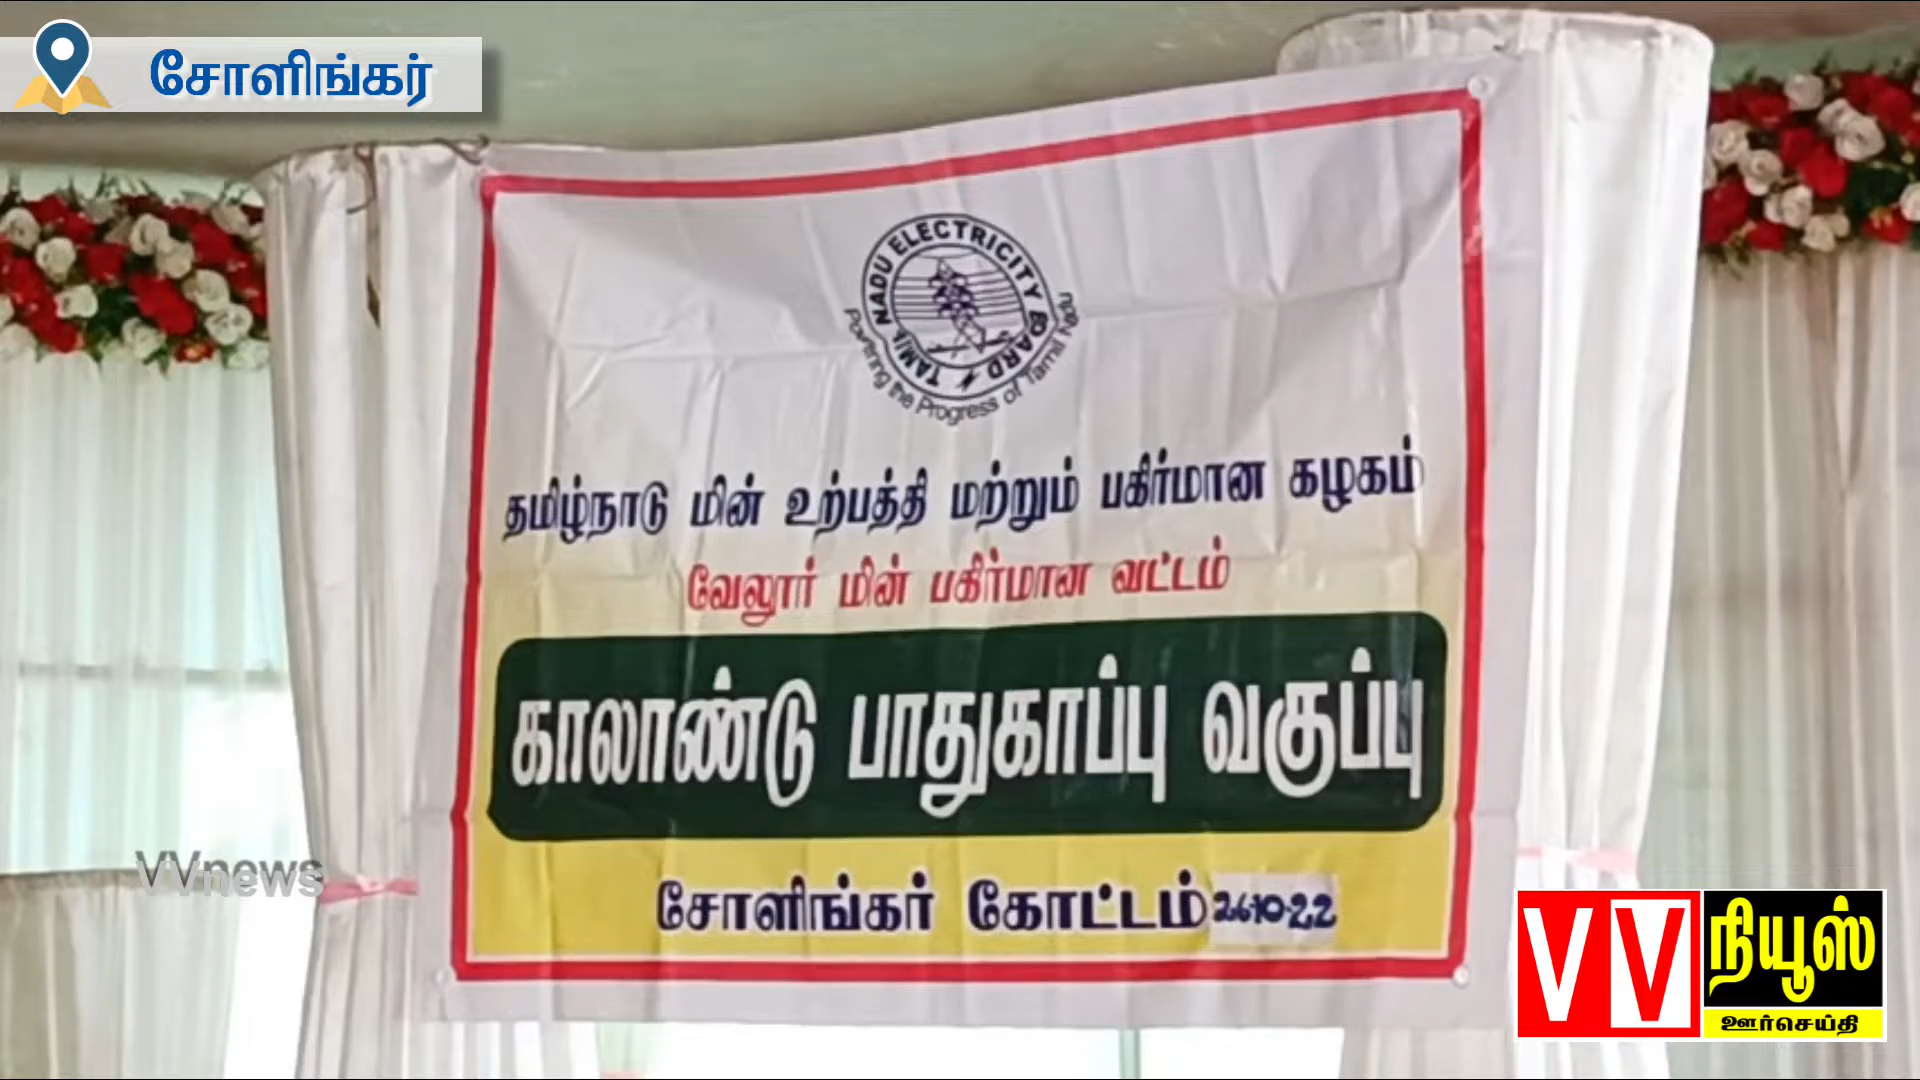 சோளிங்கர்
TAMIL NADU ELECTRICITY BOARD
Powring the Progress of Tamil Nadu
தமிழ்நாடு மின் உற்பத்தி மற்றும் பகிர்மான கழகம்
வேலூர் மின் பகிர்மான வட்டம்
காலாண்டு பாதுகாப்பு வகுப்பு
சோளிங்கர் கோட்டம் 26-10-22
VVnews
VV நியூஸ்
ஊர்செய்தி